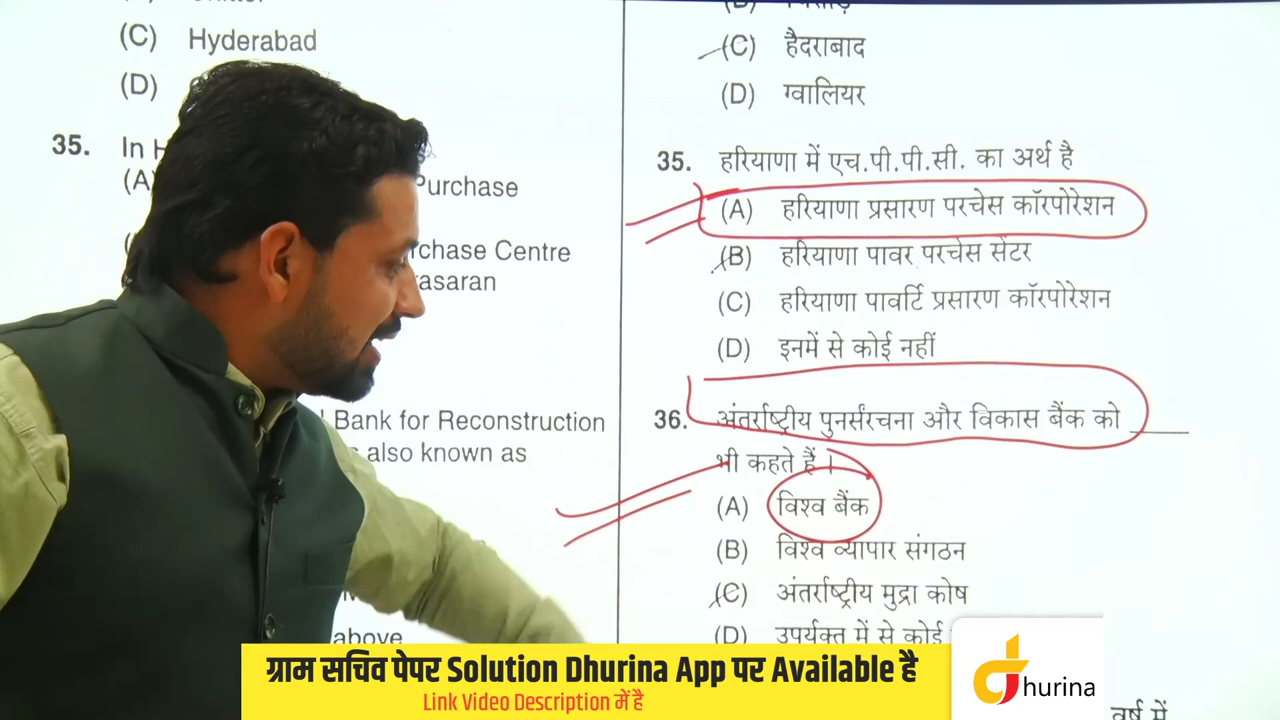 (C) Hyderabad
(D)
35. In H
(A) Purchase
rchase Centre
asaran
Bank for Reconstruction
also known as
above
(C) हैदराबाद
(D) ग्वालियर
35. हरियाणा में एच.पी.पी.सी. का अर्थ है
(A) हरियाणा प्रसारण परचेस कॉरपोरेशन
(B) हरियाणा पावर परचेस सेंटर
(C) हरियाणा पावर्टि प्रसारण कॉरपोरेशन
(D) इनमें से कोई नहीं
36. अंतर्राष्ट्रीय पुनर्संरचना और विकास बैंक को ______
भी कहते हैं ।
(A) विश्व बैंक
(B) विश्व व्यापार संगठन
(C) अंतर्राष्ट्रीय मुद्रा कोष
(D) उपर्यक्त में से कोई
वर्ष में
ग्राम सचिव पेपर Solution Dhurina App पर Available है
Link Video Description में है
dhurina